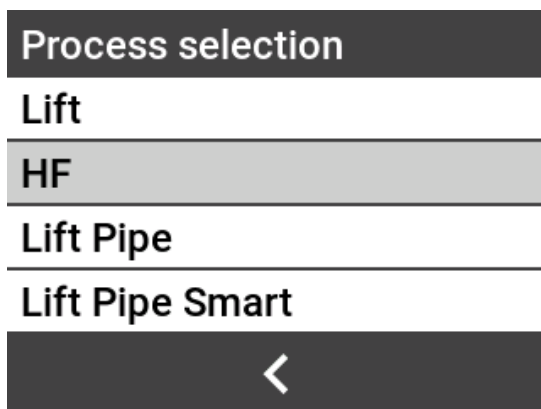 Process selection
Lift
HF
Lift Pipe
Lift Pipe Smart